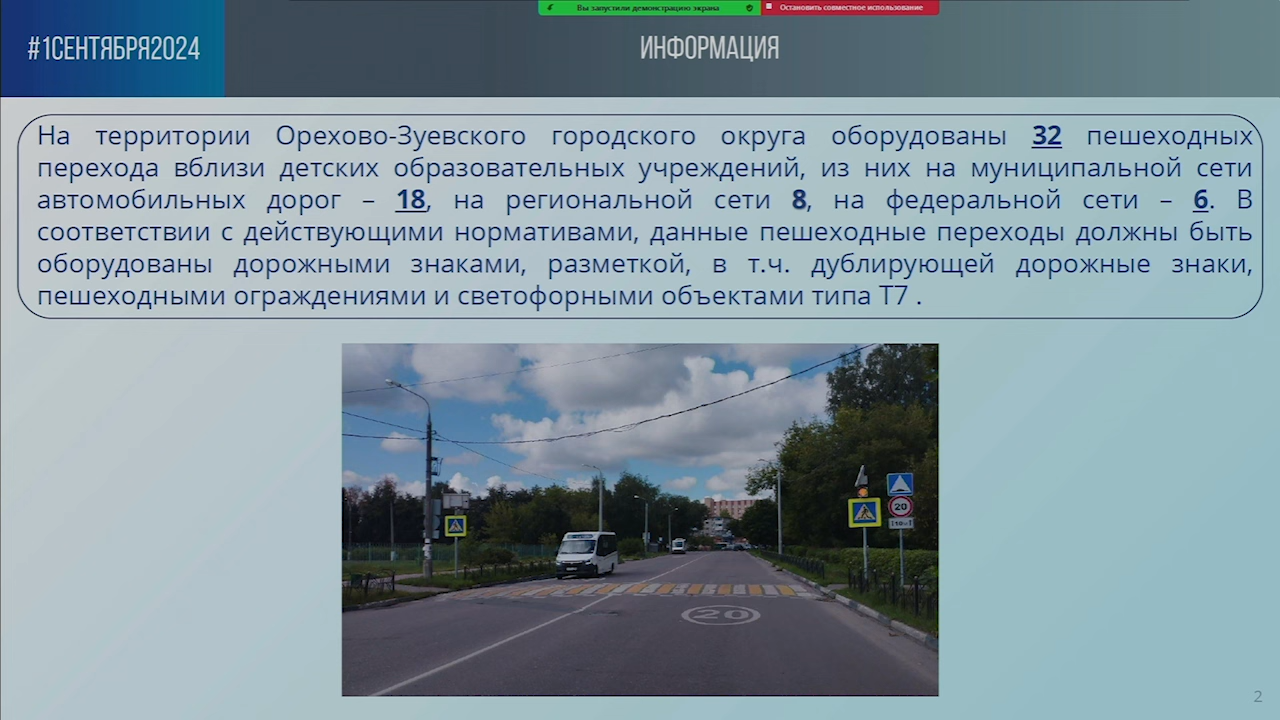 Вы запустили демонстрацию экрана
Остановить совместное использование
#1СЕНТЯБРЯ2024
ИНФОРМАЦИЯ
На территории Орехово-Зуевского городского округа оборудованы 32 пешеходных
перехода вблизи детских образовательных учреждений, из них на муниципальной сети
автомобильных дорог – 18, на региональной сети 8, на федеральной сети – 6. В
соответствии с действующими нормативами, данные пешеходные переходы должны быть
оборудованы дорожными знаками, разметкой, в т.ч. дублирующей дорожные знаки,
пешеходными ограждениями и светофорными объектами типа Т7 .
20
20
2